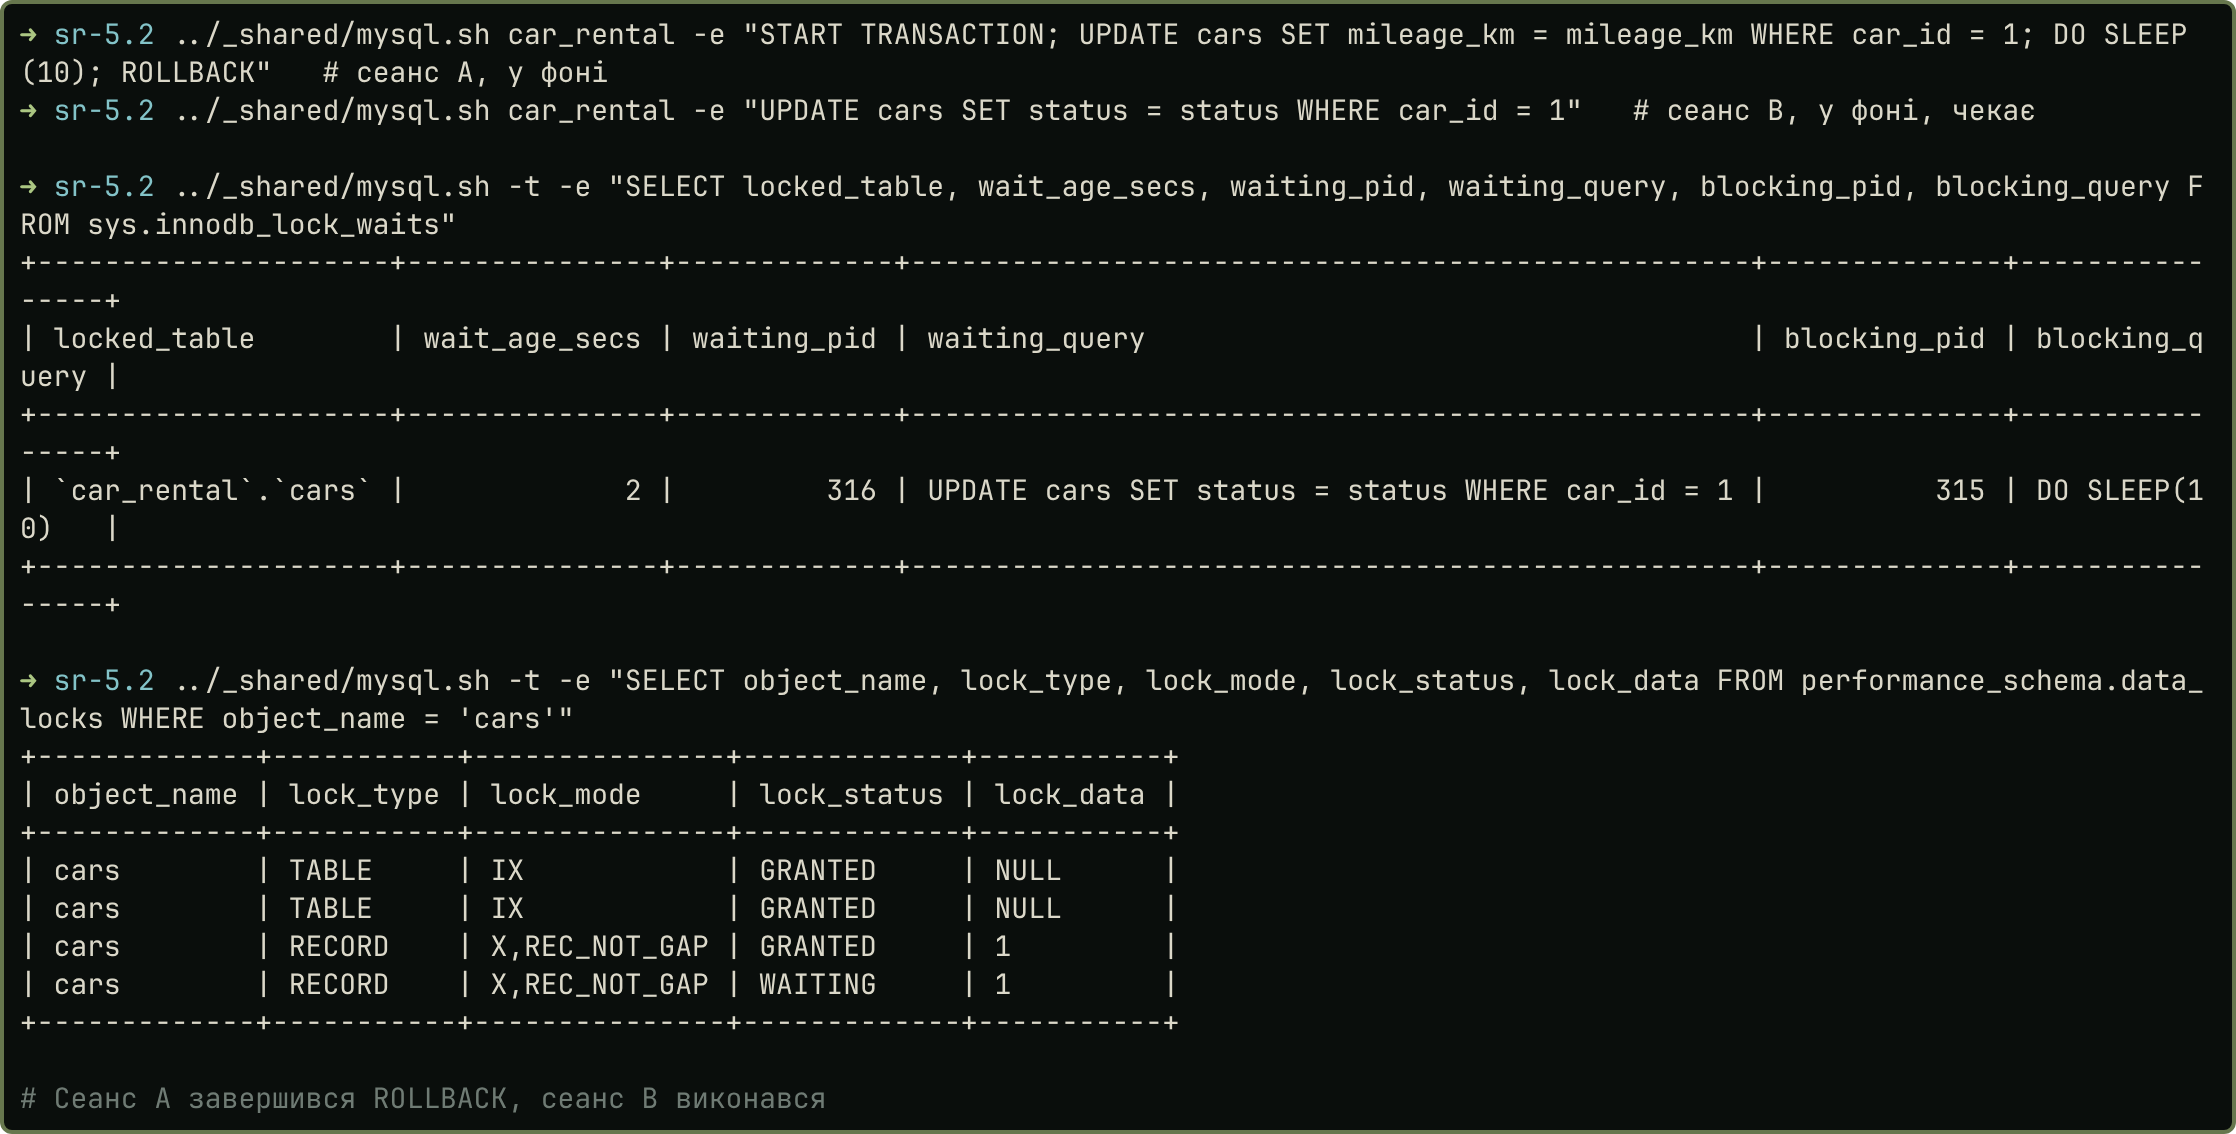 ➜ sr-5.2 ../_shared/mysql.sh car_rental -e "START TRANSACTION; UPDATE cars SET mileage_km = mileage_km WHERE car_id = 1; DO SLEEP
(10); ROLLBACK"   # сеанс A, у фоні
➜ sr-5.2 ../_shared/mysql.sh car_rental -e "UPDATE cars SET status = status WHERE car_id = 1"   # сеанс B, у фоні, чекає

➜ sr-5.2 ../_shared/mysql.sh -t -e "SELECT locked_table, wait_age_secs, waiting_pid, waiting_query, blocking_pid, blocking_query F
ROM sys.innodb_lock_waits"
+---------------------+---------------+-------------+--------------------------------------------------+--------------+-----------
-----+
| locked_table        | wait_age_secs | waiting_pid | waiting_query                                    | blocking_pid | blocking_q
uery |
+---------------------+---------------+-------------+--------------------------------------------------+--------------+-----------
-----+
| `car_rental`.`cars` |             2 |         316 | UPDATE cars SET status = status WHERE car_id = 1 |          315 | DO SLEEP(1
0)   |
+---------------------+---------------+-------------+--------------------------------------------------+--------------+-----------
-----+

➜ sr-5.2 ../_shared/mysql.sh -t -e "SELECT object_name, lock_type, lock_mode, lock_status, lock_data FROM performance_schema.data_
locks WHERE object_name = 'cars'"
+-------------+-----------+---------------+-------------+-----------+
| object_name | lock_type | lock_mode     | lock_status | lock_data |
+-------------+-----------+---------------+-------------+-----------+
| cars        | TABLE     | IX            | GRANTED     | NULL      |
| cars        | TABLE     | IX            | GRANTED     | NULL      |
| cars        | RECORD    | X,REC_NOT_GAP | GRANTED     | 1         |
| cars        | RECORD    | X,REC_NOT_GAP | WAITING     | 1         |
+-------------+-----------+---------------+-------------+-----------+

# Сеанс A завершився ROLLBACK, сеанс B виконався